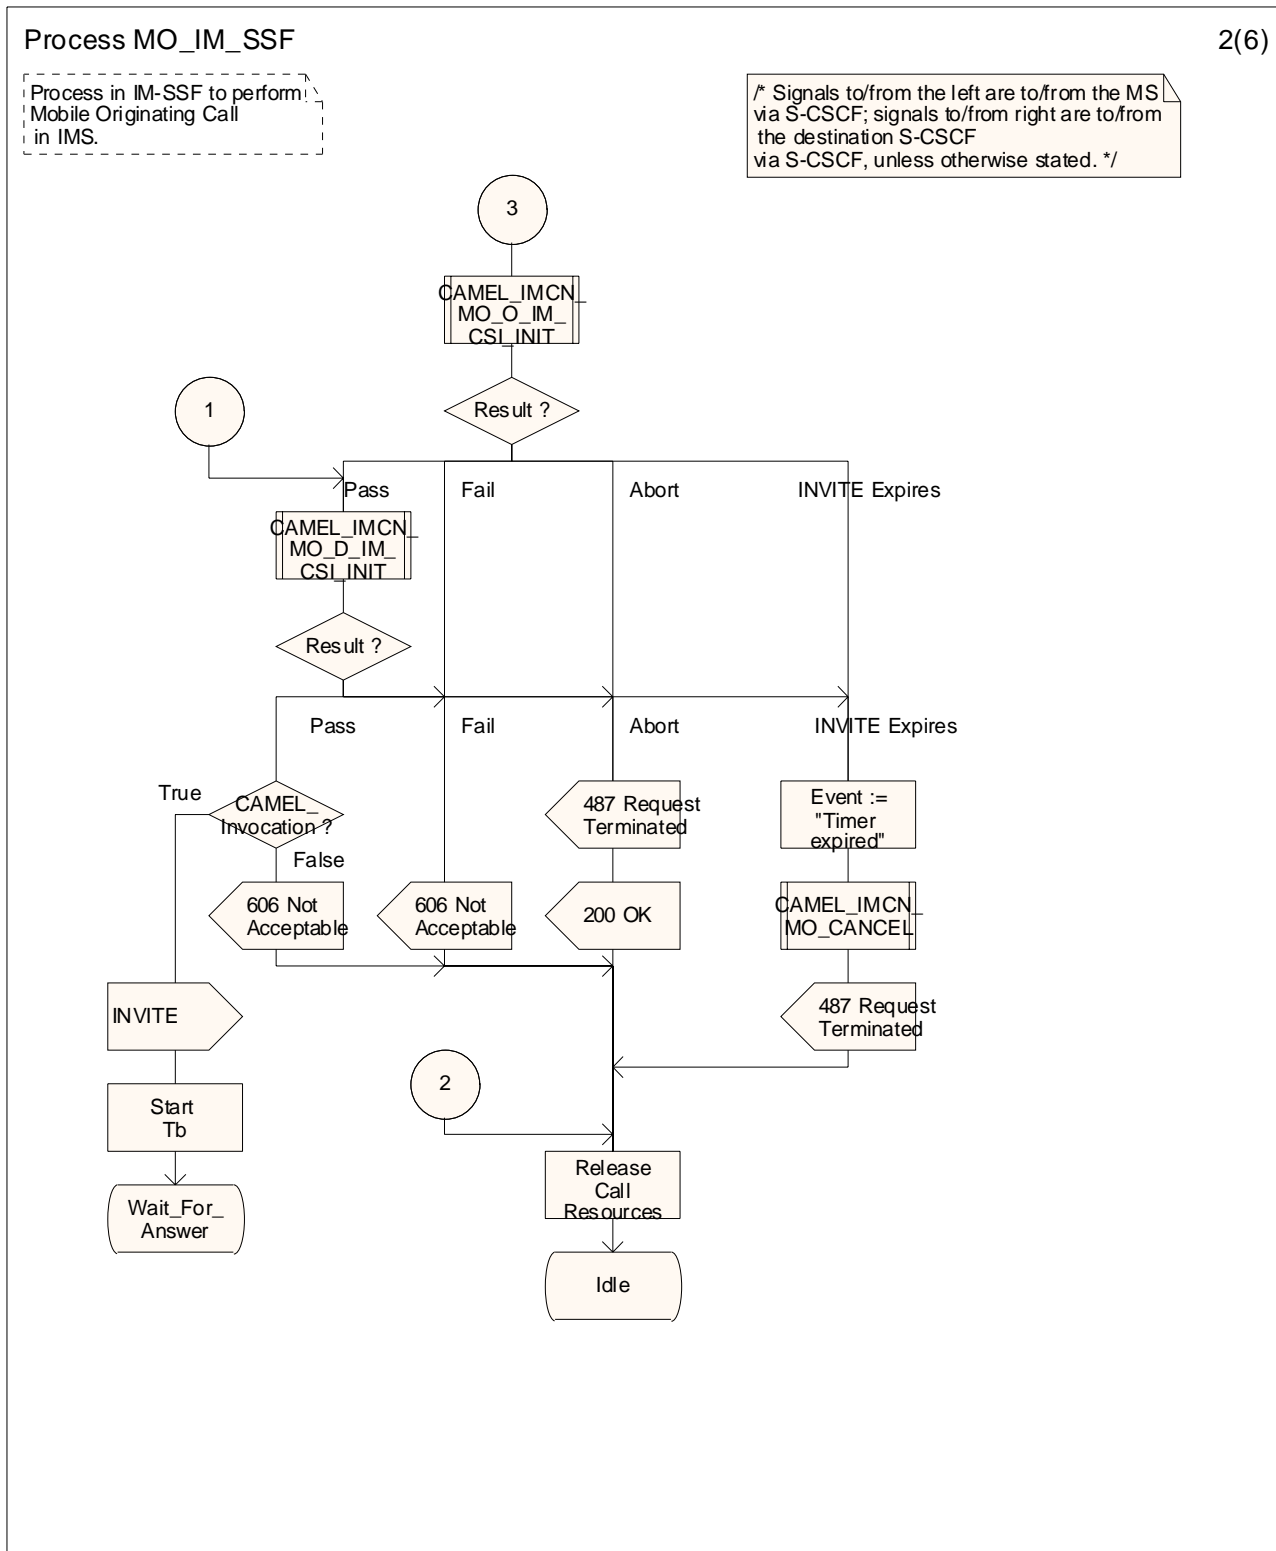 Process MO_IM_SSF
2(6)
Process in IM-SSF to perform
Mobile Originating Call
in IMS.
/* Signals to/from the left are to/from the MS
via S-CSCF; signals to/from right are to/from
the destination S-CSCF
via S-CSCF, unless otherwise stated. */
3
CAMEL_IMCN_
MO_O_IM_
CSI_INIT
1
Result ?
Pass
Fail
Abort
INVITE Expires
CAMEL_IMCN_
MO_D_IM_
CSI_INIT
Result ?
Pass
Fail
Abort
INVITE Expires
True
CAMEL_
Invocation ?
False
487 Request
Terminated
Event :=
"Timer
expired"
606 Not
Acceptable
606 Not
Acceptable
200 OK
CAMEL_IMCN_
MO_CANCEL
INVITE
487 Request
Terminated
2
Start
Tb
Release
Call
Resources
Wait_For_
Answer
Idle